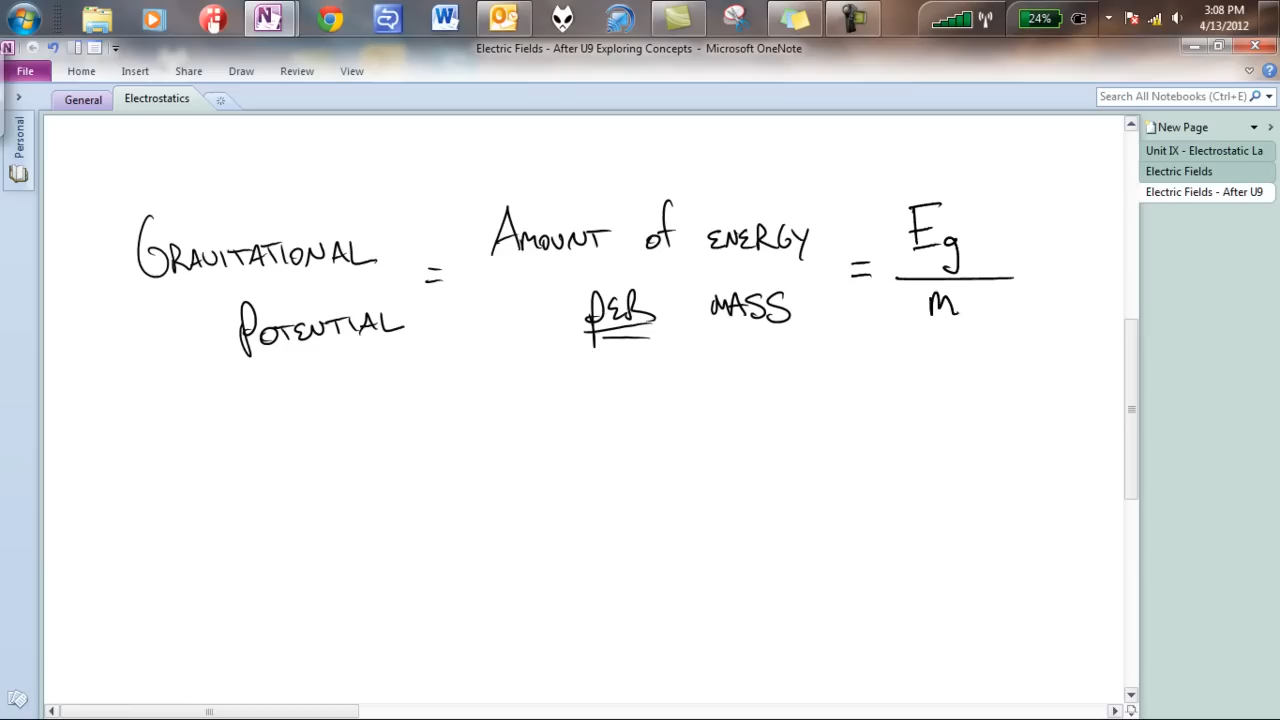 3:08 PM
24%
4/13/2012
Electric Fields - After U9 Exploring Concepts - Microsoft OneNote
File Home Insert Share Draw Review View
General Electrostatics
Search All Notebooks (Ctrl+E)
Personal
New Page
Unit IX - Electrostatic La
Electric Fields
Electric Fields - After U9
GRAVITATIONAL POTENTIAL = AMOUNT of ENERGY PER MASS = Eg / m